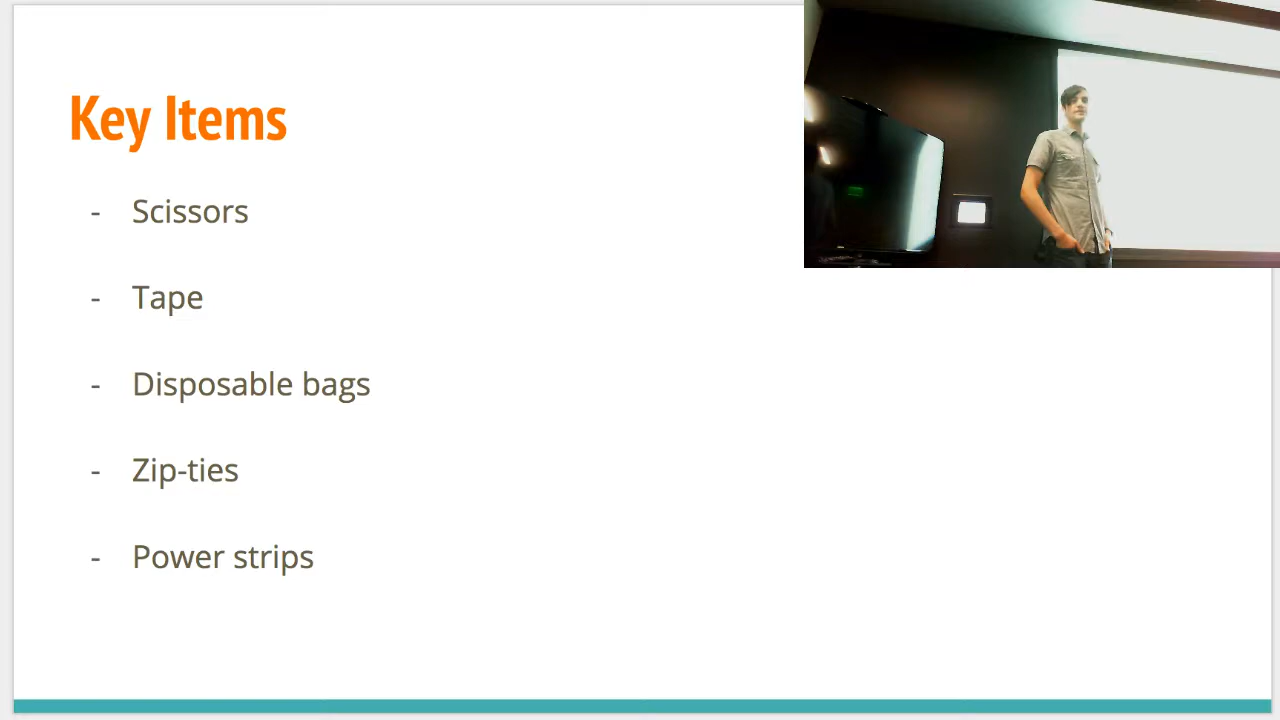 Key Items
- Scissors
- Tape
- Disposable bags
- Zip-ties
- Power strips